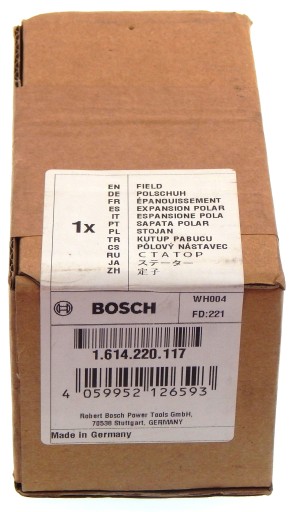 1x
EN FIELD
DE POLSCHUH
FR ÉPANOUISSEMENT
ES EXPANSION POLAR
IT ESPANSIONE POLA
PT SAPATA POLAR
PL STOJAN
TR KUTUP PABUCU
CS PÓLOVÝ NÁSTAVEC
RU СТАТОР
JA ステーター
ZH 定子
BOSCH
WH004
FD:221
1.614.220.117
4 059952 126593
Robert Bosch Power Tools GmbH,
70538 Stuttgart, GERMANY
Made in Germany